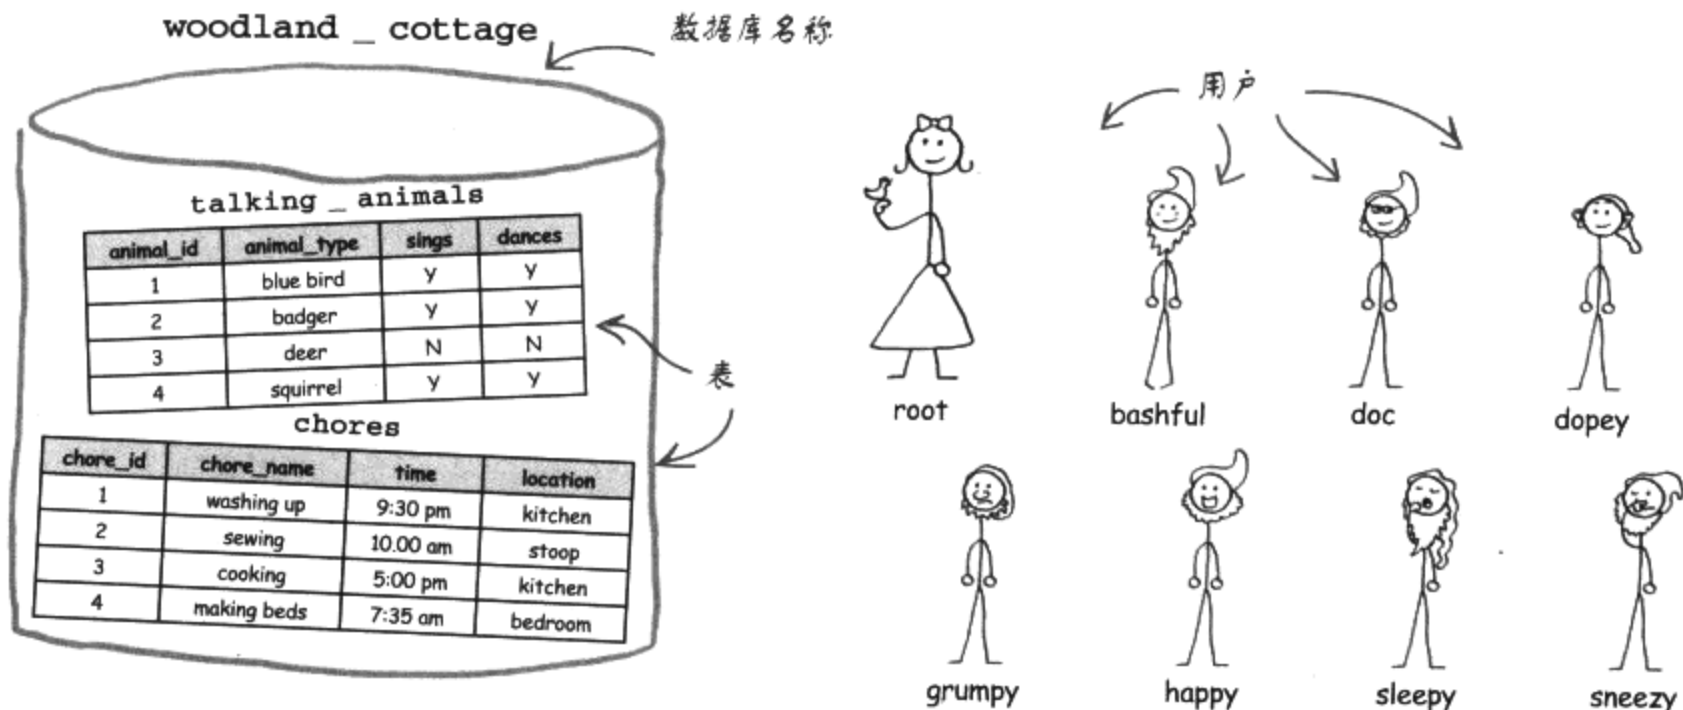 woodland _ cottage
数据库名称
talking _ animals
animal_id animal_type sings dances
1 blue bird Y Y
2 badger Y Y
3 deer N N
4 squirrel Y Y
表
chores
chore_id chore_name time location
1 washing up 9:30 pm kitchen
2 sewing 10.00 am stoop
3 cooking 5:00 pm kitchen
4 making beds 7:35 am bedroom
用户
root bashful doc dopey
grumpy happy sleepy sneezy